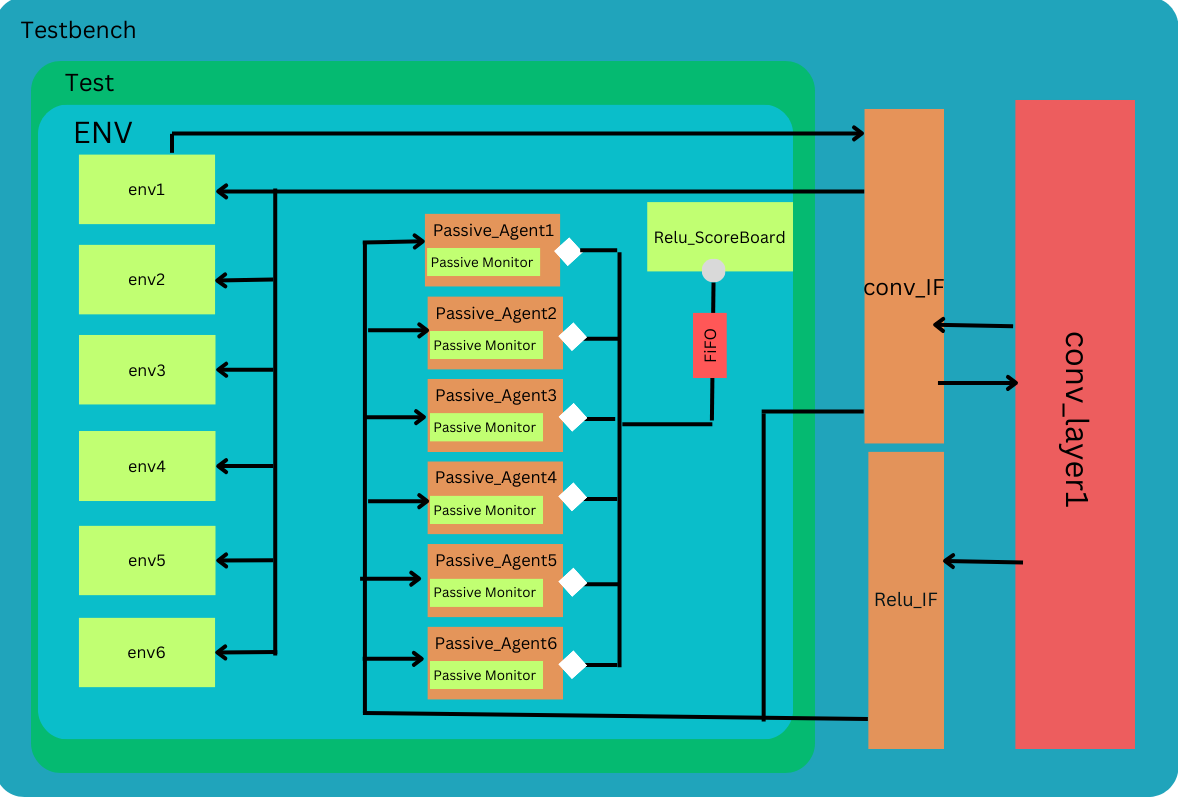 Testbench
Test
ENV
env1
env2
env3
env4
env5
env6
Passive_Agent1
Passive Monitor
Passive_Agent2
Passive Monitor
Passive_Agent3
Passive Monitor
Passive_Agent4
Passive Monitor
Passive_Agent5
Passive Monitor
Passive_Agent6
Passive Monitor
Relu_ScoreBoard
FiFO
conv_IF
Relu_IF
conv_layer1